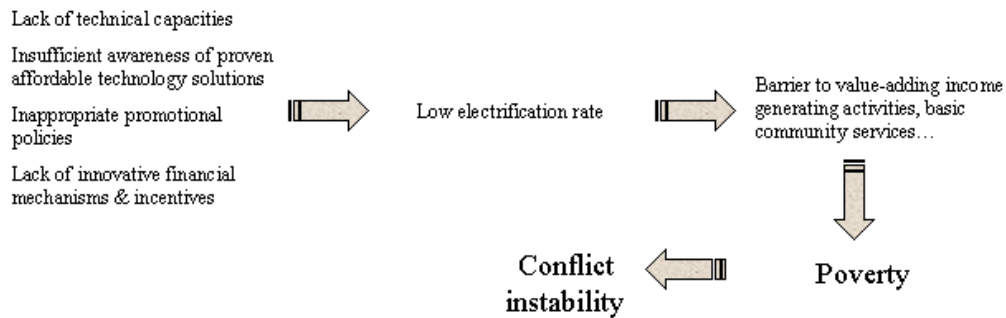 Lack of technical capacities
Insufficient awareness of proven
affordable technology solutions
Inappropriate promotional
policies
Lack of innovative financial
mechanisms & incentives
Low electrification rate
Barrier to value-adding income
generating activities, basic
community services…
Poverty
Conflict
instability